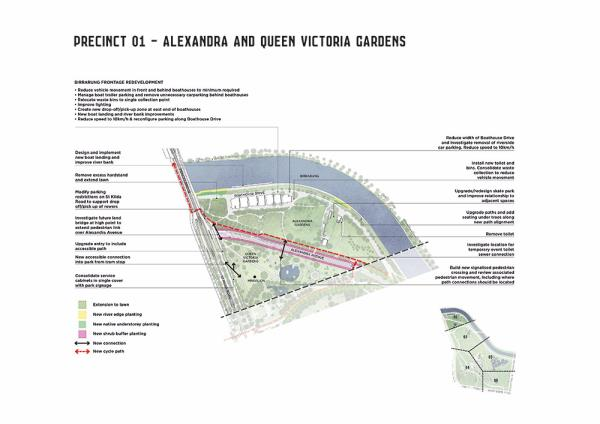 PRECINCT 01 - ALEXANDRA AND QUEEN VICTORIA GARDENS
BIRRARUNG FRONTAGE REDEVELOPMENT
• Reduce vehicle movement in front and behind boathouses to minimum required
• Manage boat trailer parking and remove unnecessary carparking behind boathouses
• Relocate waste bins to single collection point
• Improve lighting
• Create new drop-off/pick-up zone at east end of boathouses
• New boat landing and river bank improvements
• Reduce speed to 10km/h & reconfigure parking along Boathouse Drive
Design and implement
new boat landing and
improve river bank
Remove excess hardstand
and extend lawn
Modify parking
restrictions on St Kilda
Road to support drop
off/pick up of rowers
Investigate future land
bridge at high point to
extend pedestrian link
over Alexandra Avenue
Upgrade entry to include
accessible path
New accessible connection
into park from tram stop
Consolidate service
cabinets in single cover
with park signage
Reduce width of Boathouse Drive
and investigate removal of riverside
car parking. Reduce speed to 10km/h
Install new toilet and
bins. Consolidate waste
collection to reduce
vehicle movement
Upgrade/redesign skate park
and improve relationship to
adjacent spaces
Upgrade paths and add
seating under trees along
new path alignment
Remove toilet
Investigate location for
temporary event toilet
sewer connection
Build new signalised pedestrian
crossing and review associated
pedestrian movement, including where
path connections should be located
BIRRARUNG
BOATHOUSE DRIVE
ALEXANDRA
GARDENS
ALEXANDRA AVENUE
QUEEN
VICTORIA
GARDENS
Extension to lawn
New river edge planting
New native understorey planting
New shrub buffer planting
New connection
New cycle path
01